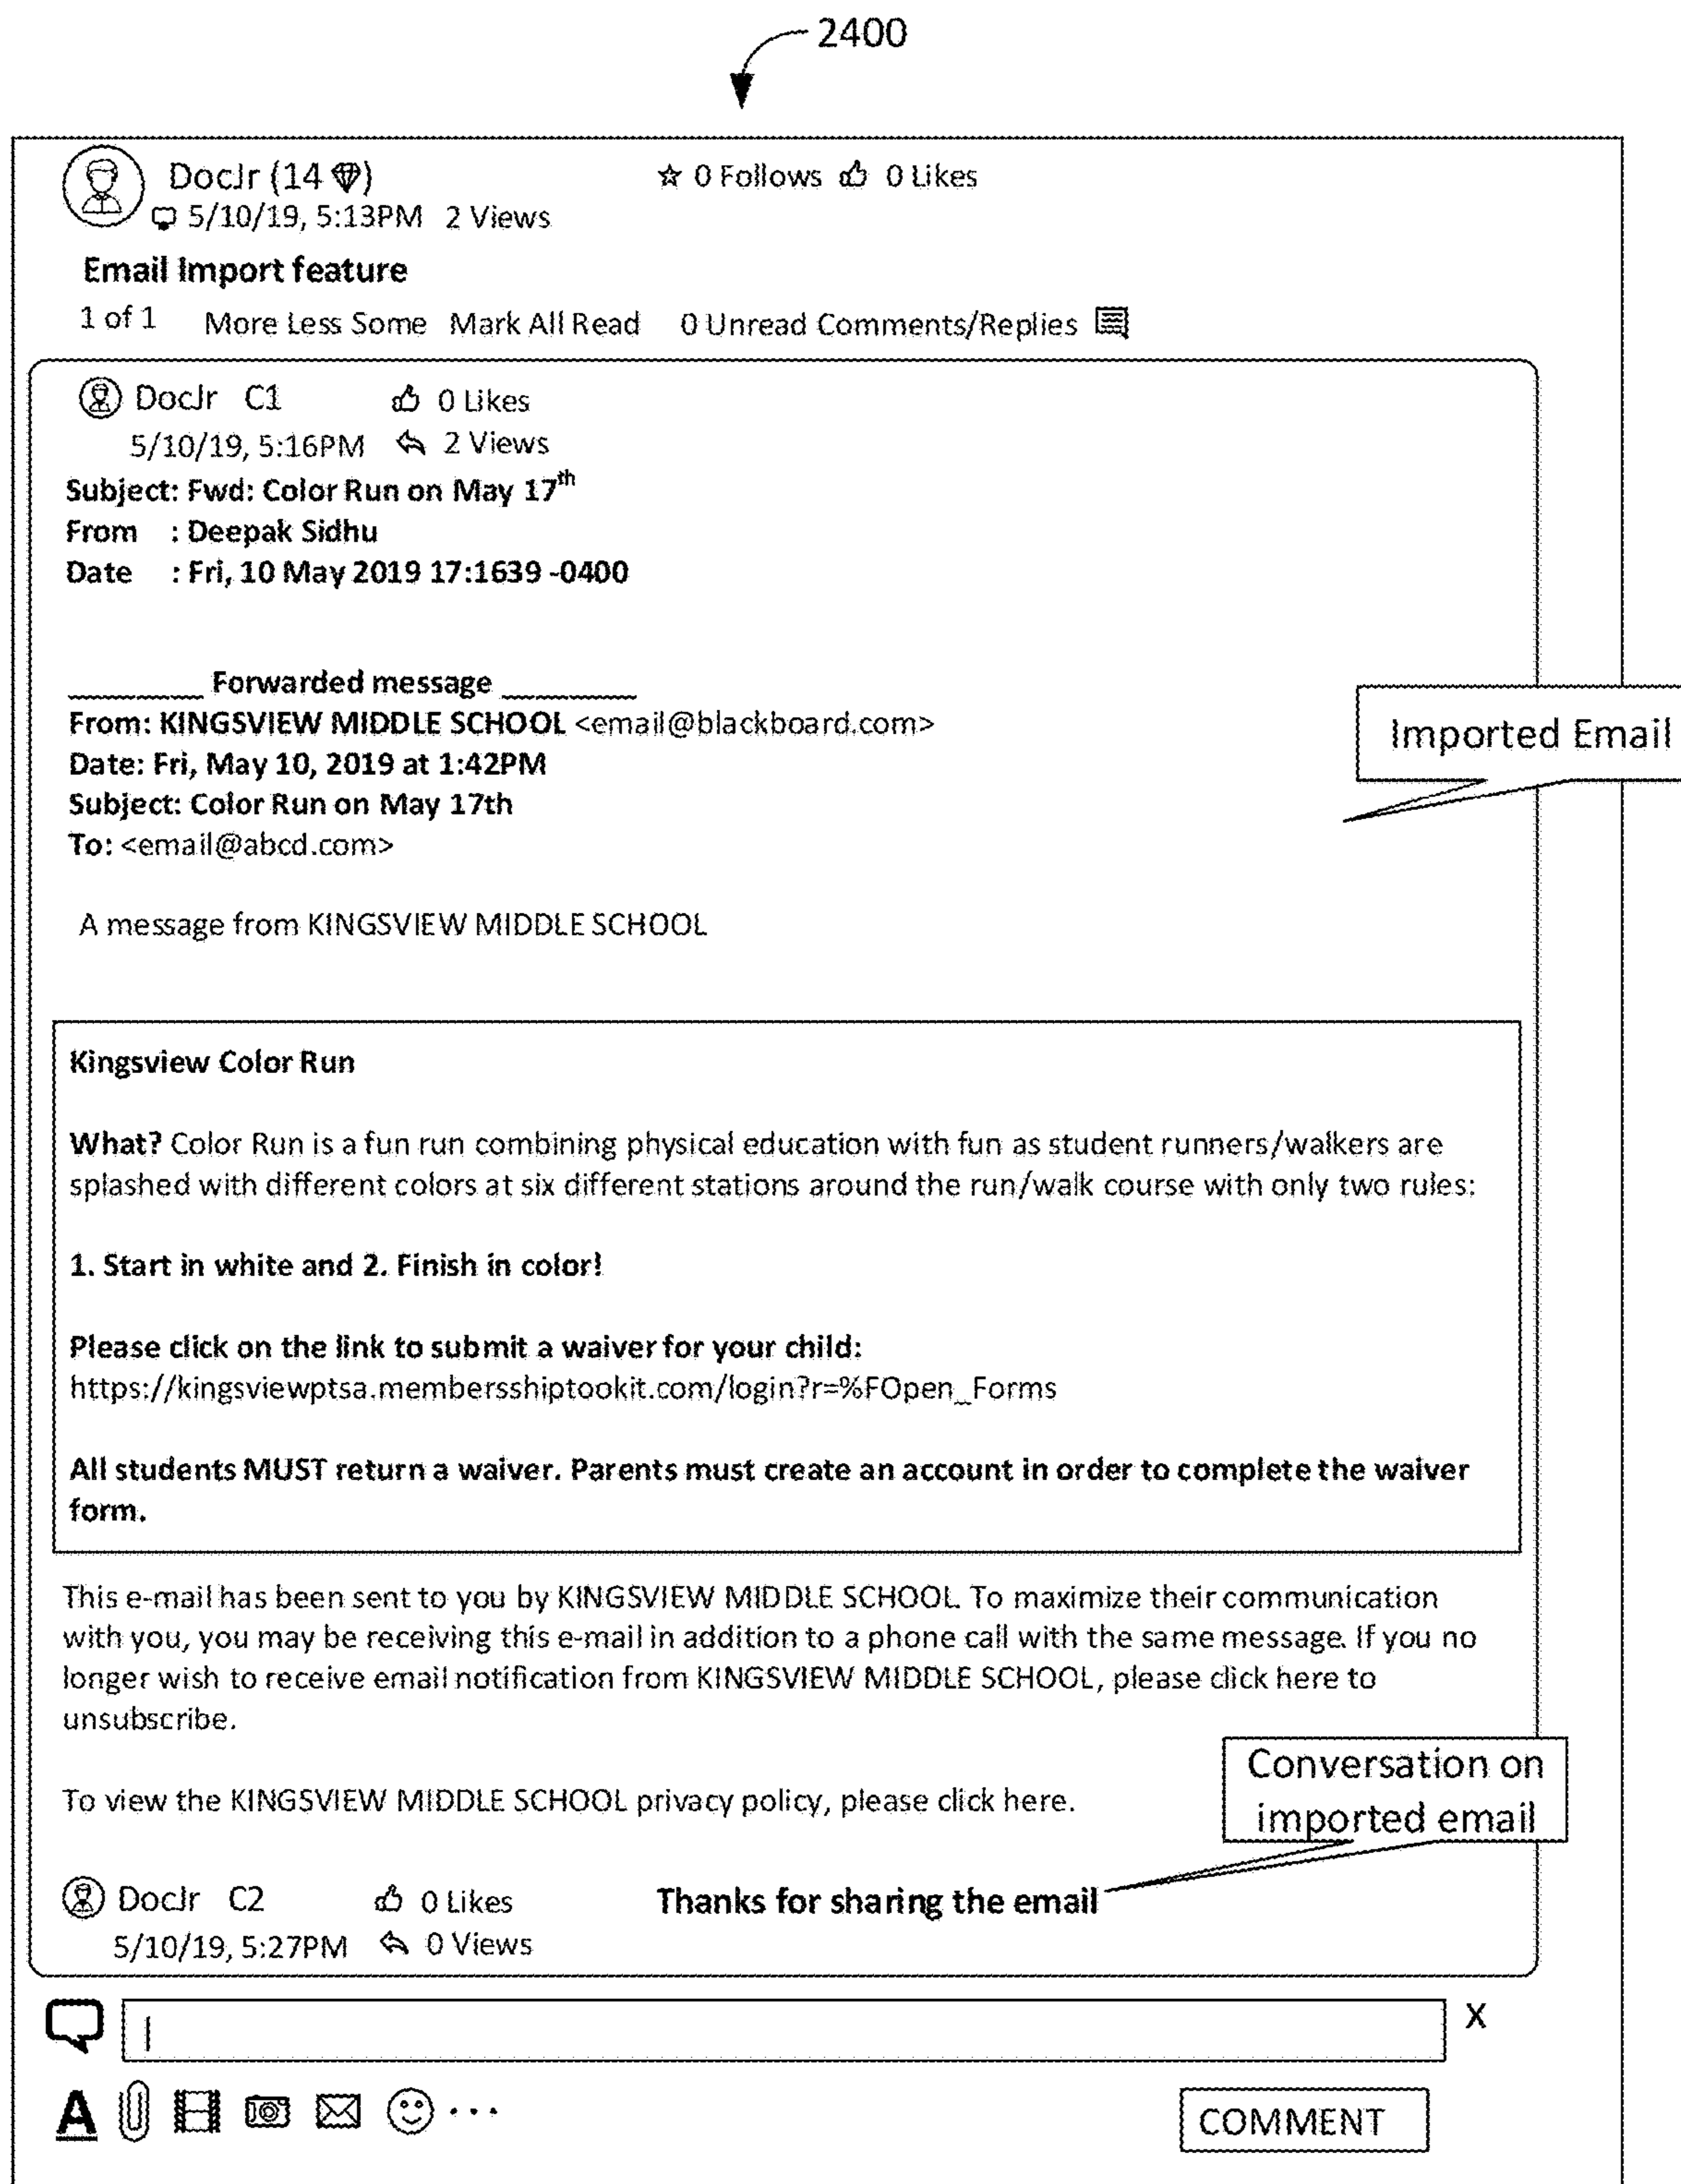 2400
DocJr (14 )
0 Follows 0 Likes
5/10/19, 5:13PM 2 Views
Email Import feature
1 of 1 More Less Some Mark All Read 0 Unread Comments/Replies
DocJr C1 0 Likes
5/10/19, 5:16PM 2 Views
Subject: Fwd: Color Run on May 17th
From : Deepak Sidhu
Date : Fri, 10 May 2019 17:1639 -0400
________ Forwarded message ________
From: KINGSVIEW MIDDLE SCHOOL <email@blackboard.com>
Imported Email
Date: Fri, May 10, 2019 at 1:42PM
Subject: Color Run on May 17th
To: <email@abcd.com>
A message from KINGSVIEW MIDDLE SCHOOL
Kingsview Color Run
What? Color Run is a fun run combining physical education with fun as student runners/walkers are
splashed with different colors at six different stations around the run/walk course with only two rules:
1. Start in white and 2. Finish in color!
Please click on the link to submit a waiver for your child:
https://kingsviewptsa.membersshiptookit.com/login?r=%FOpen_Forms
All students MUST return a waiver. Parents must create an account in order to complete the waiver
form.
This e-mail has been sent to you by KINGSVIEW MIDDLE SCHOOL. To maximize their communication
with you, you may be receiving this e-mail in addition to a phone call with the same message. If you no
longer wish to receive email notification from KINGSVIEW MIDDLE SCHOOL, please click here to
unsubscribe.
Conversation on
imported email
To view the KINGSVIEW MIDDLE SCHOOL privacy policy, please click here.
DocJr C2 0 Likes Thanks for sharing the email
5/10/19, 5:27PM 0 Views
X
A ...
COMMENT